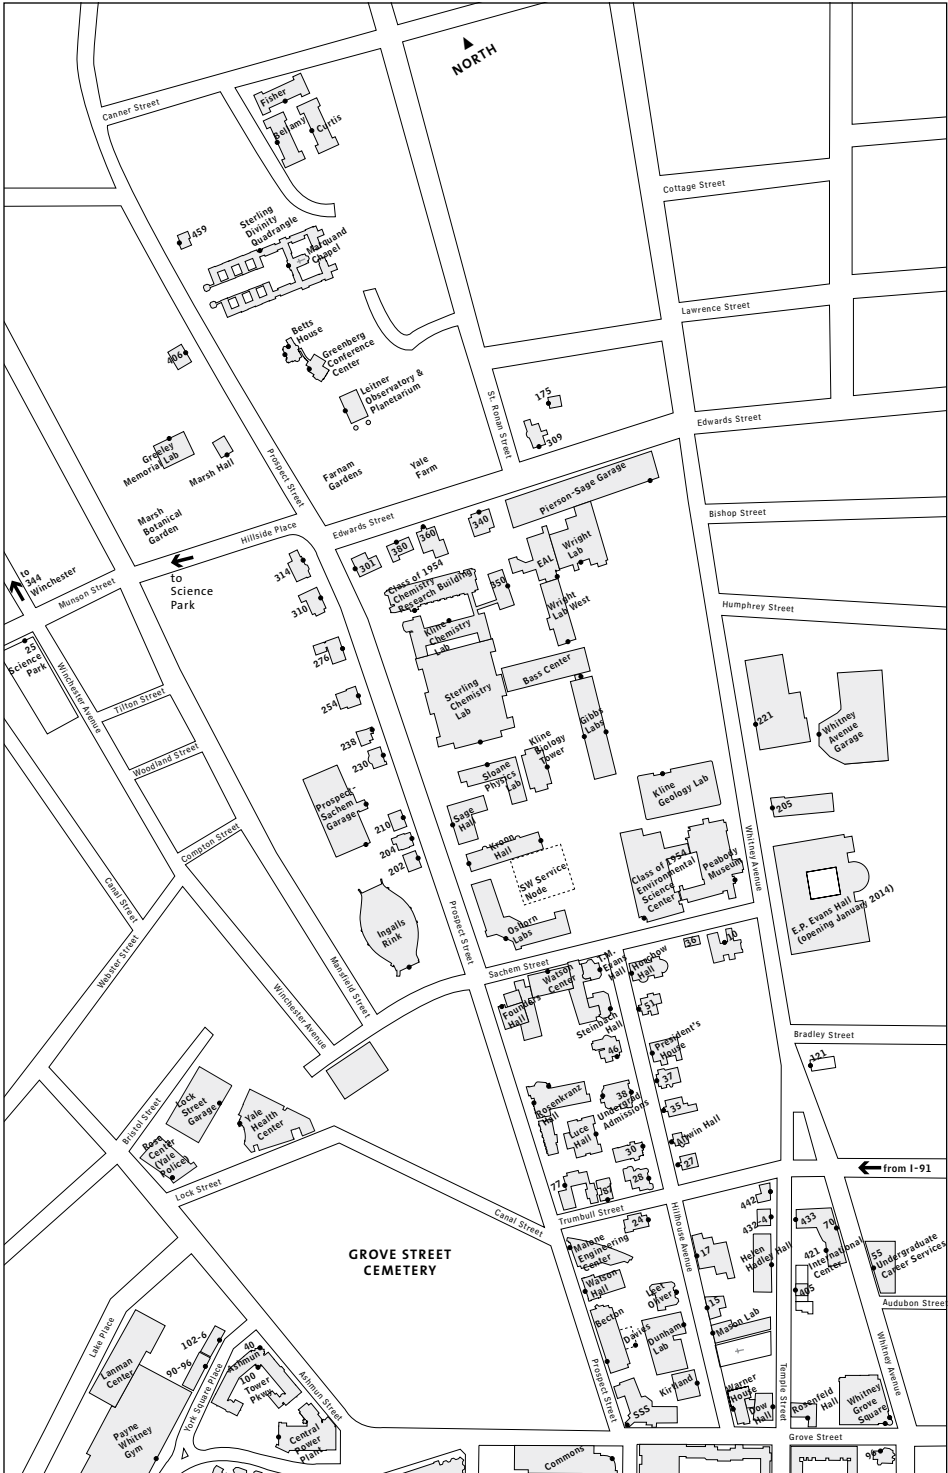 NORTH
Canner Street
Fisher
Bellamy
Curtis
Cottage Street
459
Sterling
Divinity
Quadrangle
Marquand
Chapel
Lawrence Street
Betts
House
Greenberg
Conference
Center
406
Leitner
Observatory &
Planetarium
175
309
St. Ronan Street
Edwards Street
Greeley
Memorial Lab
Marsh Hall
Prospect Street
Farnam
Gardens
Yale
Farm
Pierson-Sage Garage
Marsh
Botanical
Garden
Hillside Place
Edwards Street
Bishop Street
340
360
380
301
EAL
Wright
Lab
to
344
Winchester
Munson Street
to
Science
Park
314
310
Class of 1954
Chemistry
Research Building
350
Wright
Lab West
Humphrey Street
Kline
Chemistry
Lab
25
Science
Park
Winchester Avenue
276
Bass Center
Sterling
Chemistry
Lab
Gibbs
Labs
Tilton Street
254
221
Whitney
Avenue
Garage
Woodland Street
238
230
Kline
Biology
Tower
Sloane
Physics
Lab
Kline
Geology Lab
Prospect-
Sachem
Garage
205
Sage
Hall
210
204
202
Compton Street
Kroon
Hall
Class of 1954
Environmental
Science
Center
Peabody
Museum
Whitney Avenue
SW Service
Node
Canal Street
E.P. Evans Hall
(opening January 2014)
Ingalls
Rink
Prospect Street
Osborn
Labs
Webster Street
Mansfield Street
Winchester Avenue
Sachem Street
36
10
T.M.
Evans
Hall
Horchow
Hall
Watson
Center
Founders
Hall
51
Steinbach
Hall
46
President's
House
Bradley Street
121
37
Rosenkranz
Hall
38
Undergrad
Admissions
35
Lock
Street
Garage
Yale
Health
Center
Bristol Street
Rose
Center
(Yale
Police)
Luce
Hall
Allwin Hall
30
27
from I-91
28
77
87
Lock Street
Canal Street
Trumbull Street
24
Hillhouse Avenue
442
432-4
433
70
GROVE STREET
CEMETERY
Malone
Engineering
Center
17
Helen
Hadley Hall
421
International
Center
55
Undergraduate
Career Services
Watson
Hall
Leet
Oliver
15
405
Audubon Street
Becton
Davies
Dunham
Lab
Mason Lab
Lake Place
102-6
90-96
40
Ashmun
100
Tower
Pkwy
Ashmun Street
Lanman
Center
York Square Place
Prospect Street
Kirtland
SSS
Warner
House
Dow
Hall
Temple Street
Rosenfeld
Hall
Whitney
Grove
Square
Whitney Avenue
Payne
Whitney
Gym
Central
Power
Plant
Grove Street
Commons